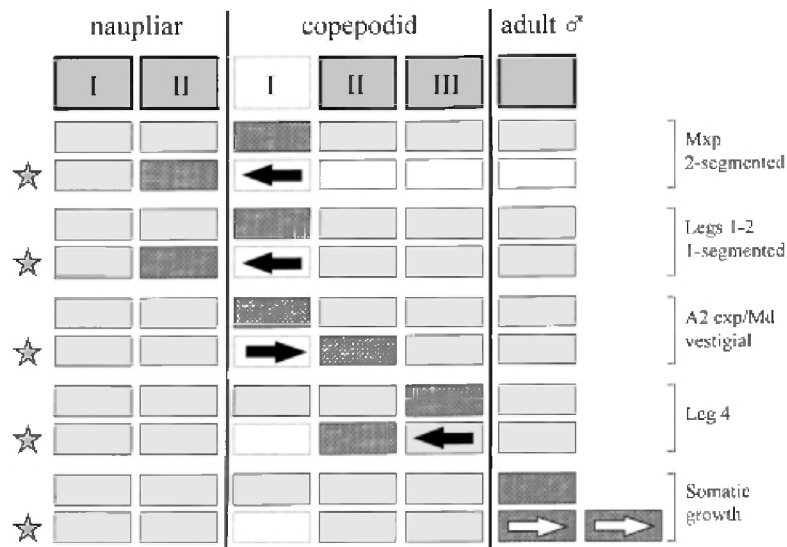 naupliar copepodid adult ♂
I II I II III
Mxp
2-segmented
Legs 1-2
1-segmented
A2 exp/Md
vestigial
Leg 4
Somatic
growth